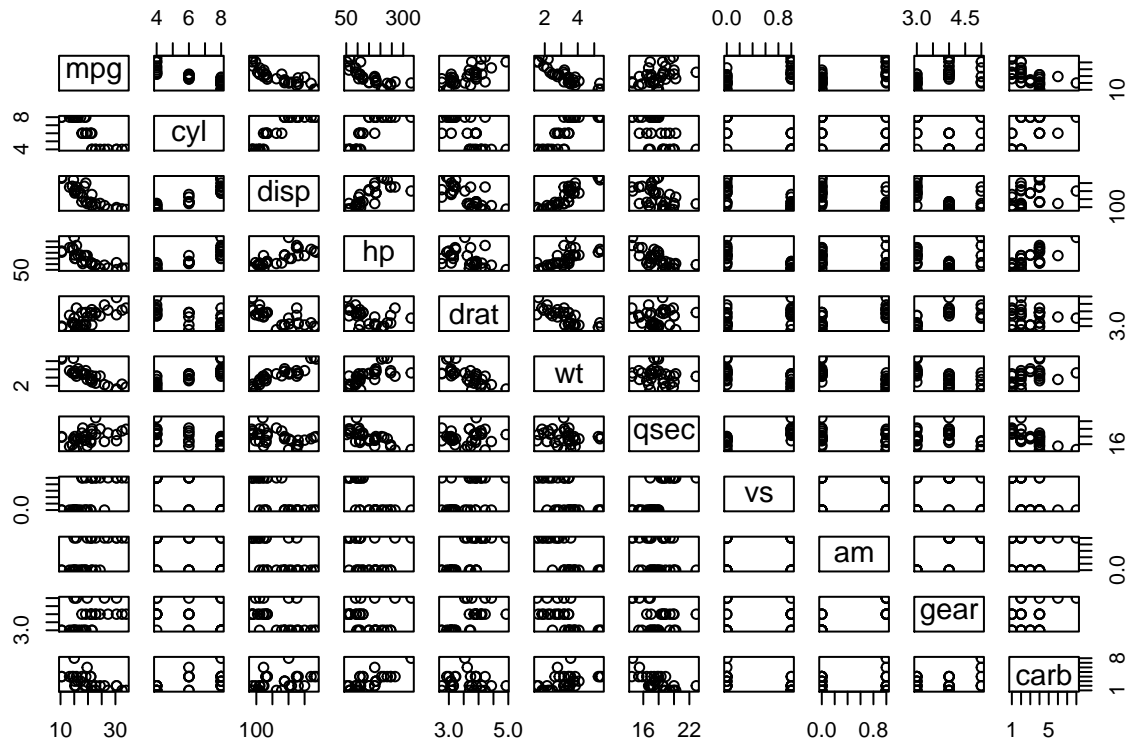 4 6 8 50 300 2 4 0.0 0.8 3.0 4.5
mpg 10
8 4 cyl
disp 100
50 hp
drat 3.0
2 wt
qsec 16
0.0 vs
am 0.0
3.0 gear
carb 8 1
10 30 100 3.0 5.0 16 22 0.0 0.8 1 5